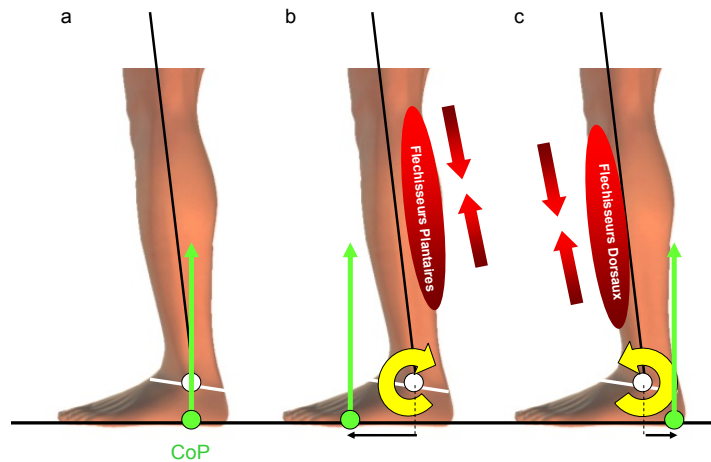 a
b
c
Flechisseurs Plantaires
Flechisseurs Dorsaux
CoP